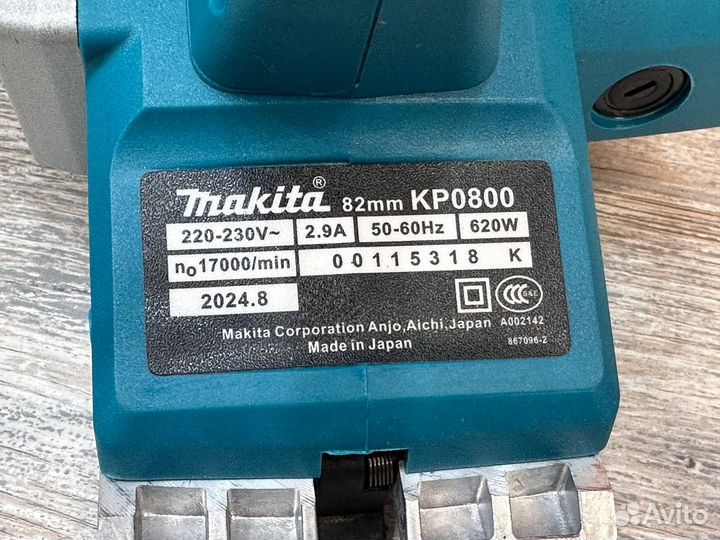 makita® 82mm KP0800
220-230V~ 2.9A 50-60Hz 620W
no17000/min 00115318 K
2024.8 CCC S&E
Makita Corporation Anjo,Aichi,Japan A002142
Made in Japan 867096-2
Avito